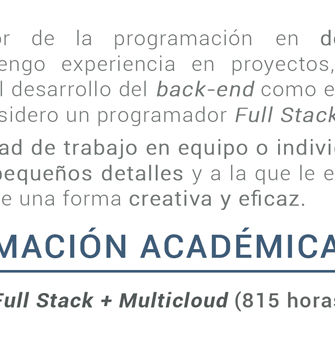 or de la programación en d
engo experiencia en proyectos,
l desarrollo del back-end como e
sidero un programador Full Stack
ad de trabajo en equipo o indivi
pequeños detalles y a la que le e
e una forma creativa y eficaz.
MACIÓN ACADÉMICA
Full Stack + Multicloud (815 horas